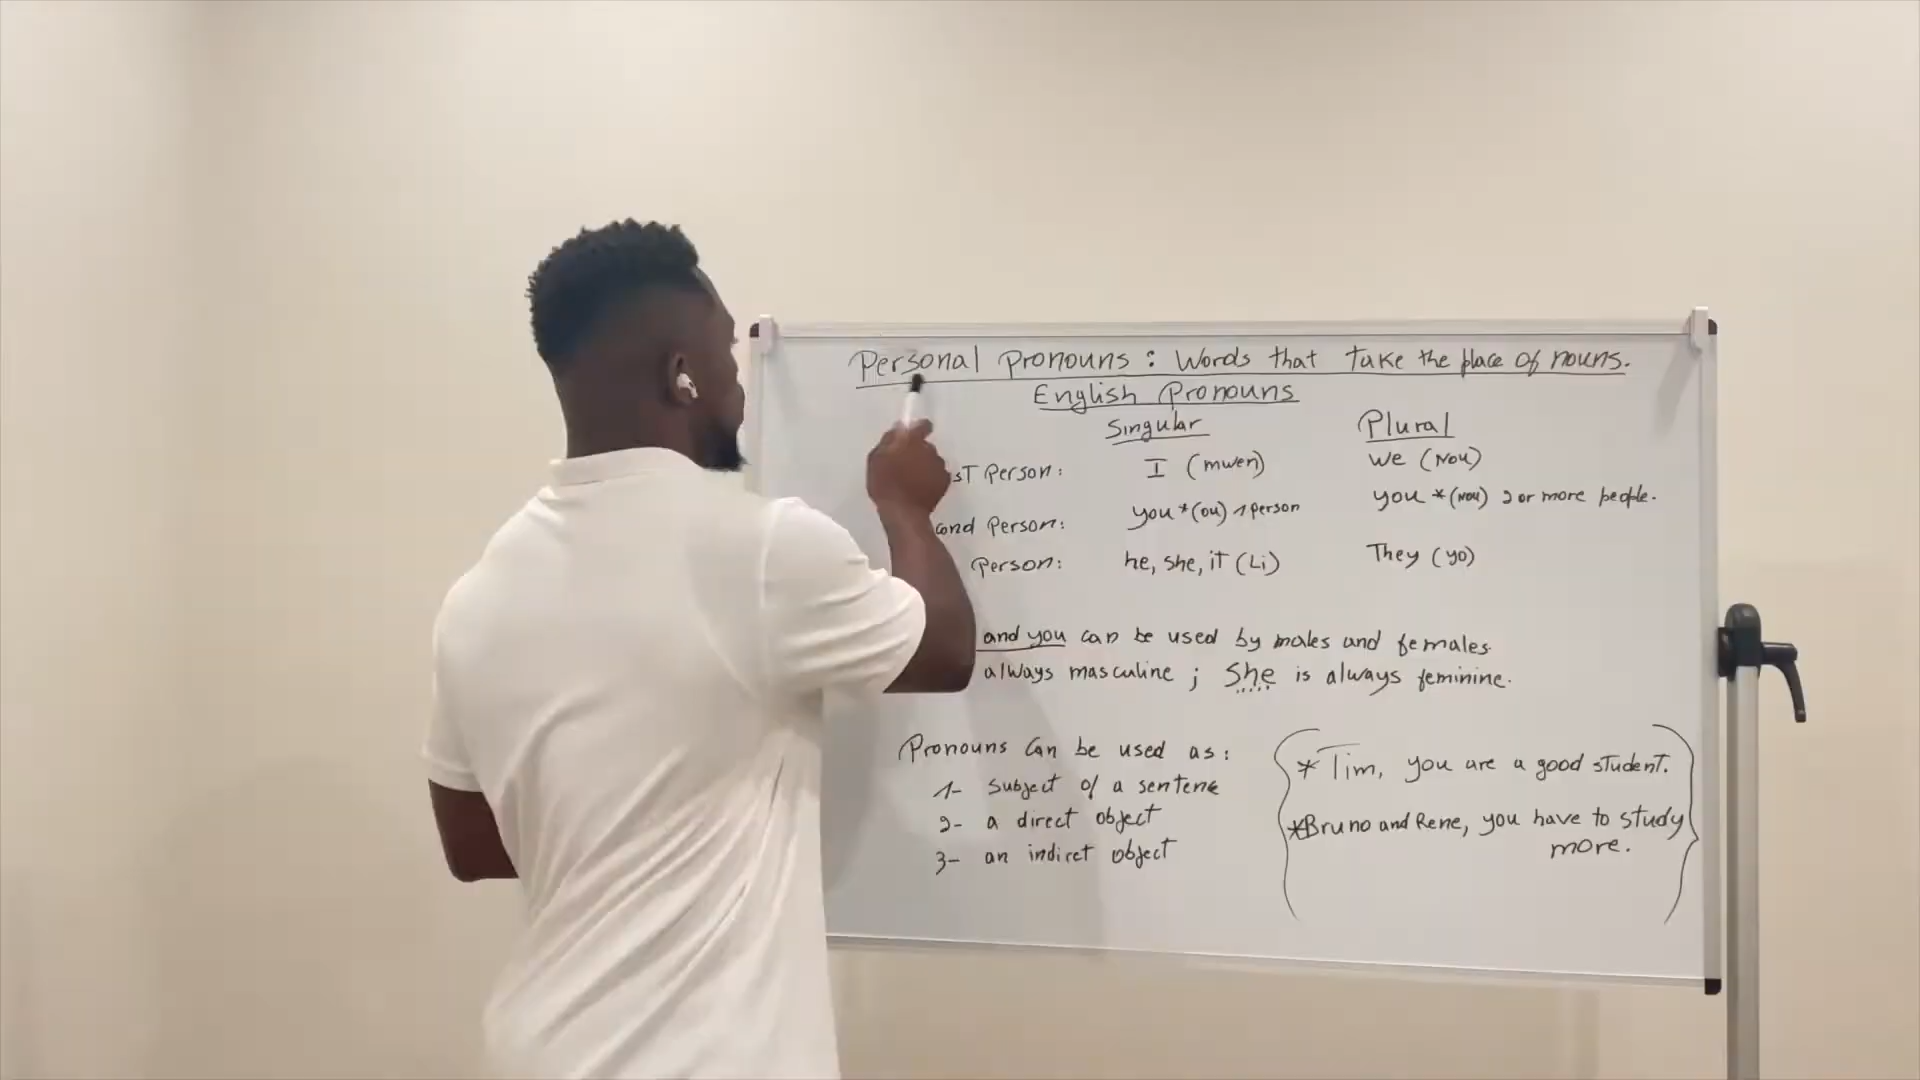 Personal Pronouns : Words that take the place of nouns.
English Pronouns
Singular Plural
sT Person: I (mwen) We (Nou)
cond Person: you *(ou) 1 person you *(Nou) 2 or more people.
Person: he, she, it (Li) They (yo)
and you can be used by males and females.
always masculine ; She is always feminine.
Pronouns Can be used as:
1- Subject of a sentene
2- a direct object
3- an indiret object
* Tim, you are a good student.
*Bruno and Rene, you have to study
more.